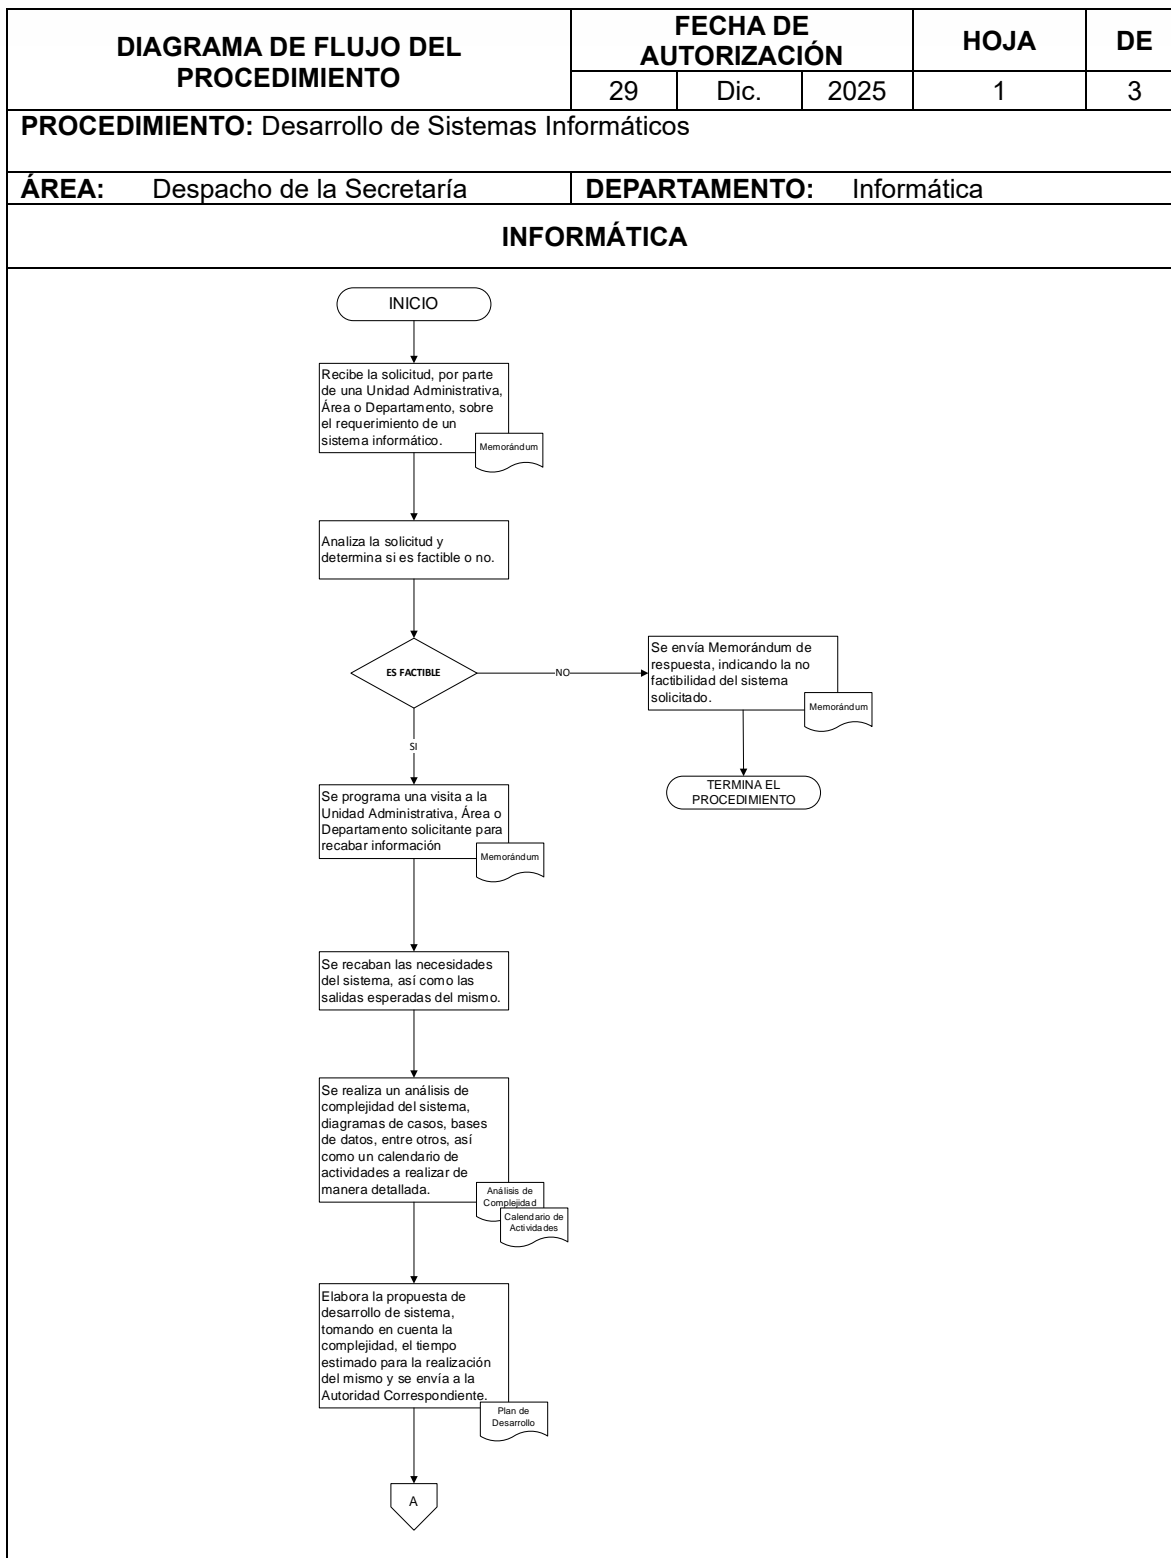 DIAGRAMA DE FLUJO DEL
PROCEDIMIENTO
FECHA DE
AUTORIZACIÓN
HOJA
DE
29
Dic.
2025
1
3
PROCEDIMIENTO: Desarrollo de Sistemas Informáticos
ÁREA: Despacho de la Secretaría
DEPARTAMENTO: Informática
INFORMÁTICA
INICIO
Recibe la solicitud, por parte
de una Unidad Administrativa,
Área o Departamento, sobre
el requerimiento de un
sistema informático.
Memorándum
Analiza la solicitud y
determina si es factible o no.
ES FACTIBLE
NO
Se envía Memorándum de
respuesta, indicando la no
factibilidad del sistema
solicitado.
Memorándum
TERMINA EL
PROCEDIMIENTO
SI
Se programa una visita a la
Unidad Administrativa, Área o
Departamento solicitante para
recabar información
Memorándum
Se recaban las necesidades
del sistema, así como las
salidas esperadas del mismo.
Se realiza un análisis de
complejidad del sistema,
diagramas de casos, bases
de datos, entre otros, así
como un calendario de
actividades a realizar de
manera detallada.
Análisis de
Complejidad
Calendario de
Actividades
Elabora la propuesta de
desarrollo de sistema,
tomando en cuenta la
complejidad, el tiempo
estimado para la realización
del mismo y se envía a la
Autoridad Correspondiente.
Plan de
Desarrollo
A